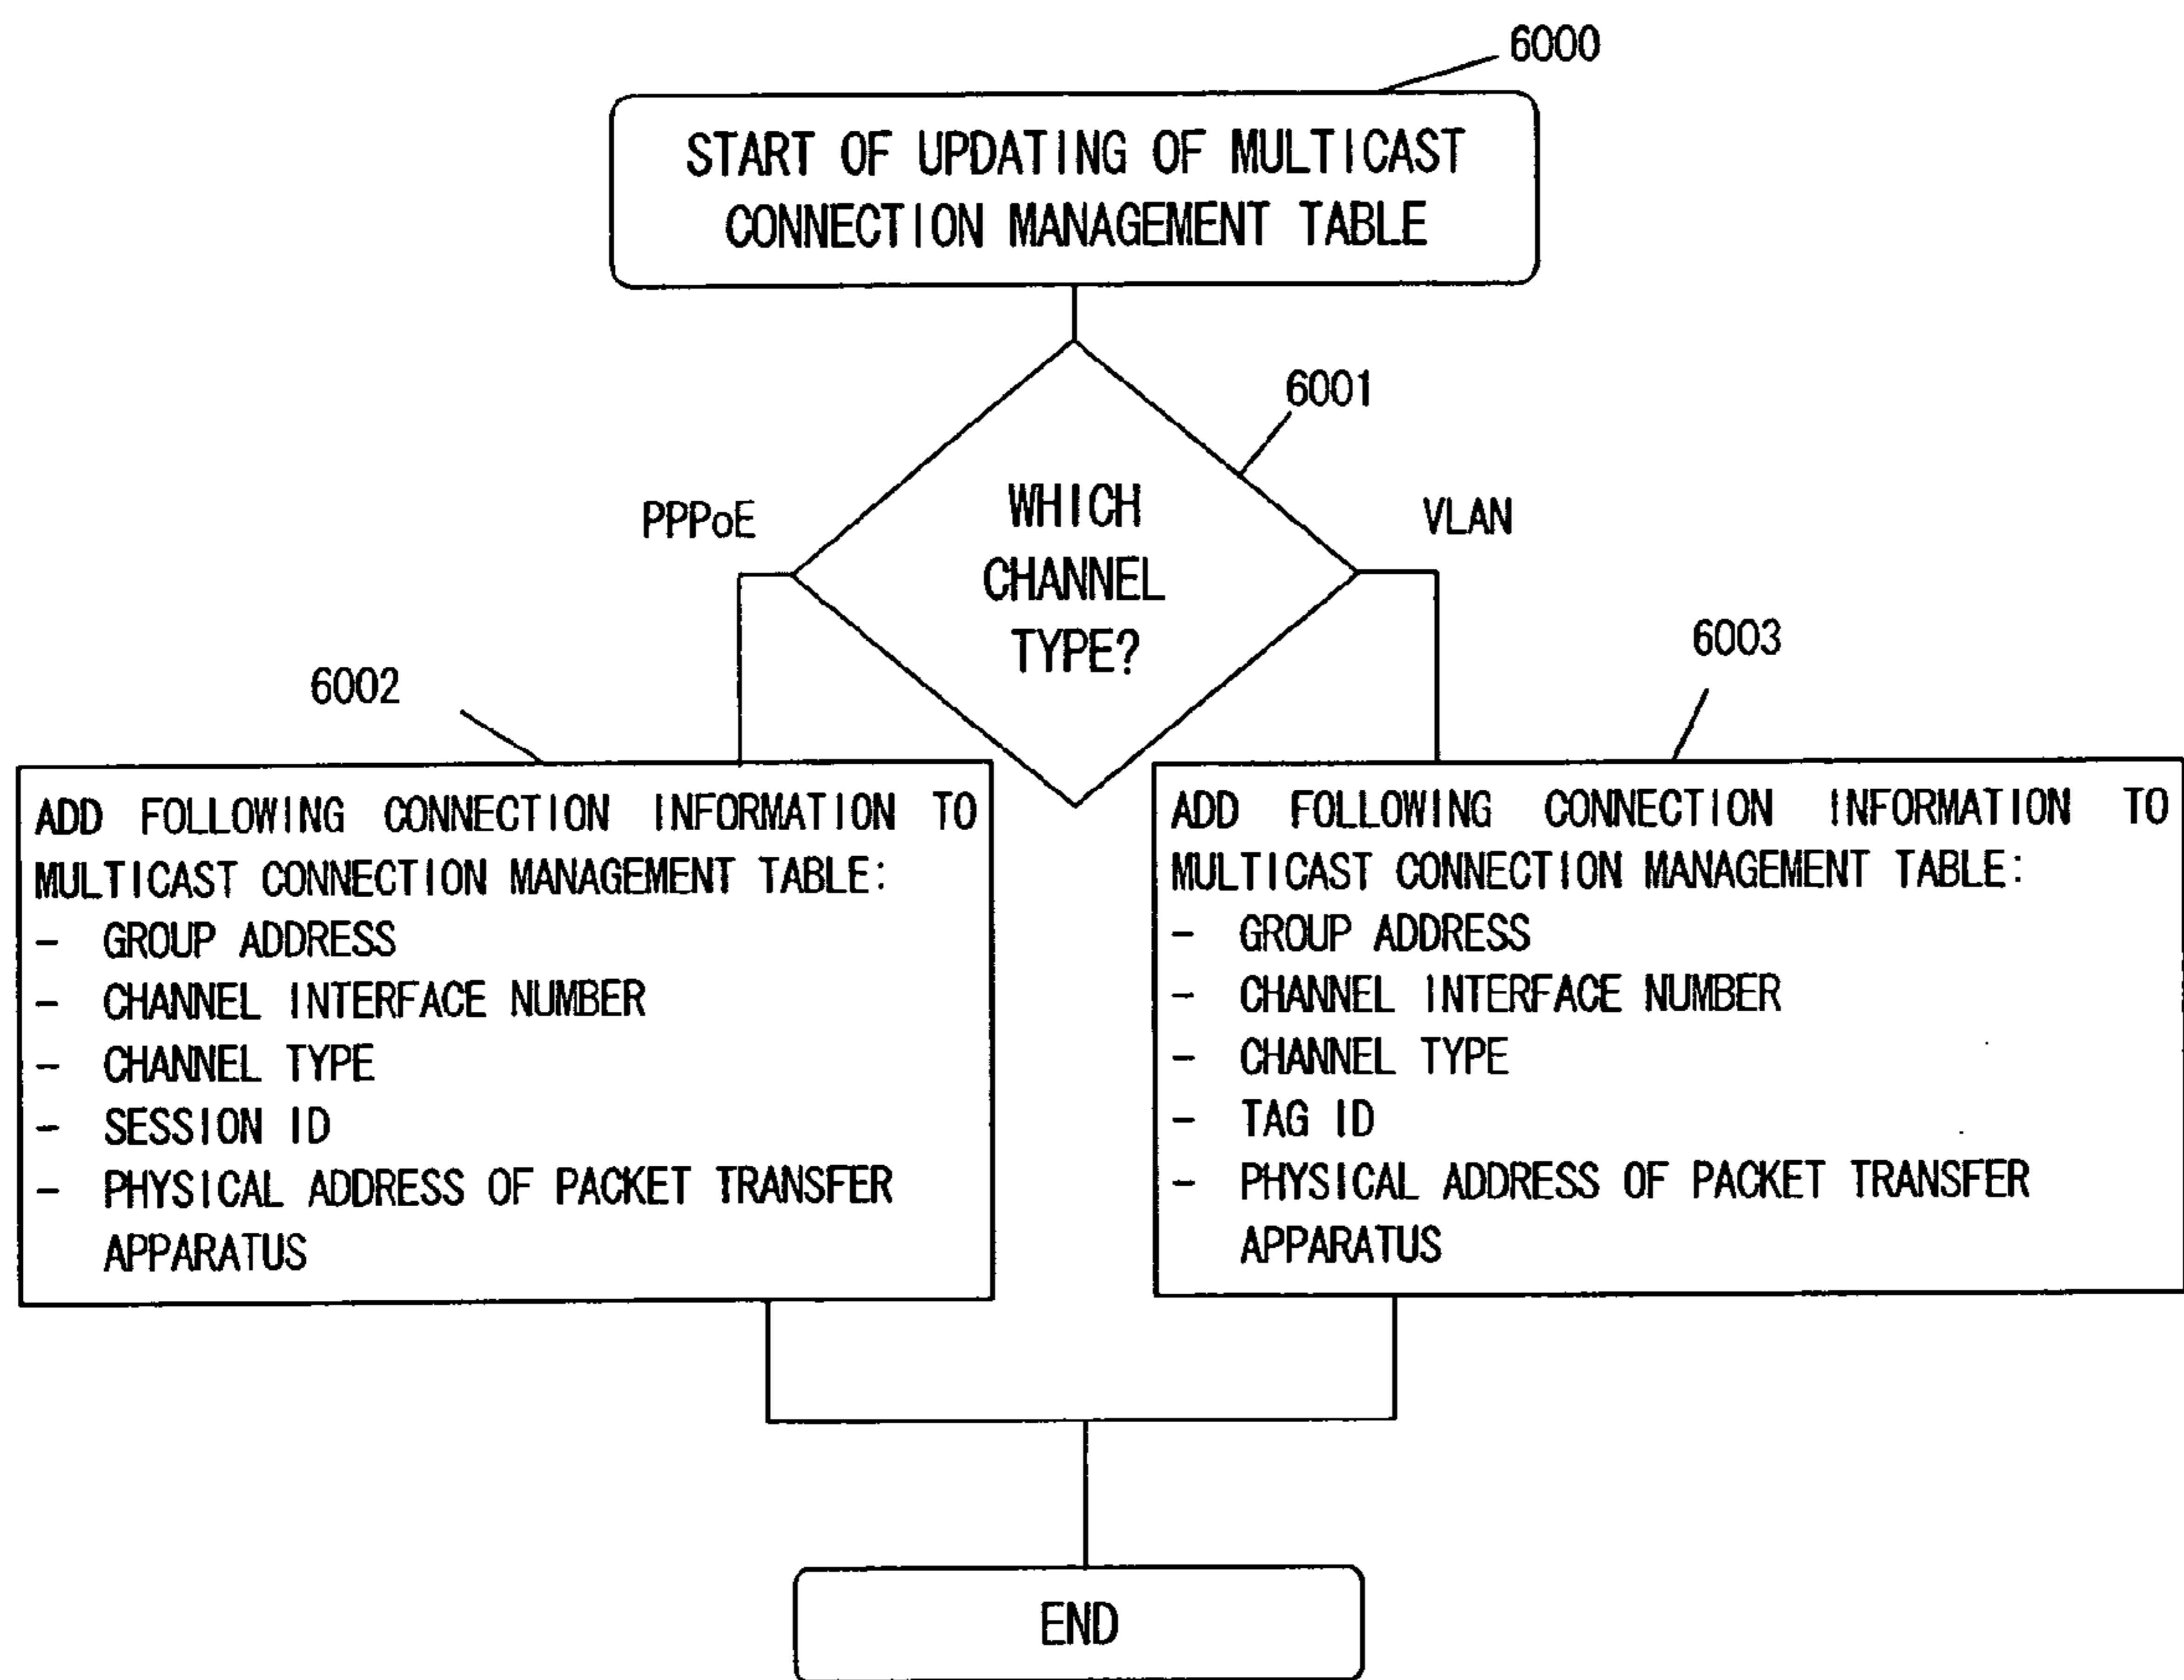 6000
START OF UPDATING OF MULTICAST
CONNECTION MANAGEMENT TABLE
6001
WHICH
CHANNEL
TYPE?
PPPoE
VLAN
6002
ADD FOLLOWING CONNECTION INFORMATION TO
MULTICAST CONNECTION MANAGEMENT TABLE:
- GROUP ADDRESS
- CHANNEL INTERFACE NUMBER
- CHANNEL TYPE
- SESSION ID
- PHYSICAL ADDRESS OF PACKET TRANSFER
APPARATUS
6003
ADD FOLLOWING CONNECTION INFORMATION TO
MULTICAST CONNECTION MANAGEMENT TABLE:
- GROUP ADDRESS
- CHANNEL INTERFACE NUMBER
- CHANNEL TYPE
- TAG ID
- PHYSICAL ADDRESS OF PACKET TRANSFER
APPARATUS
END